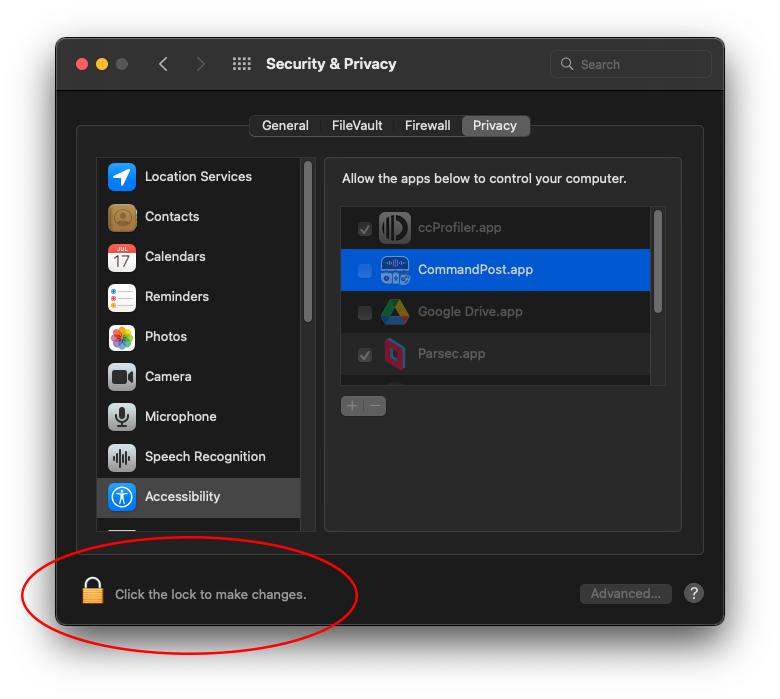 Security & Privacy
Search
General
FileVault
Firewall
Privacy
Location Services
Contacts
JUL
17
Calendars
Reminders
Photos
Camera
Microphone
Speech Recognition
Accessibility
Allow the apps below to control your computer.
ccProfiler.app
CommandPost.app
Google Drive.app
Parsec.app
+ −
Click the lock to make changes.
Advanced...
?